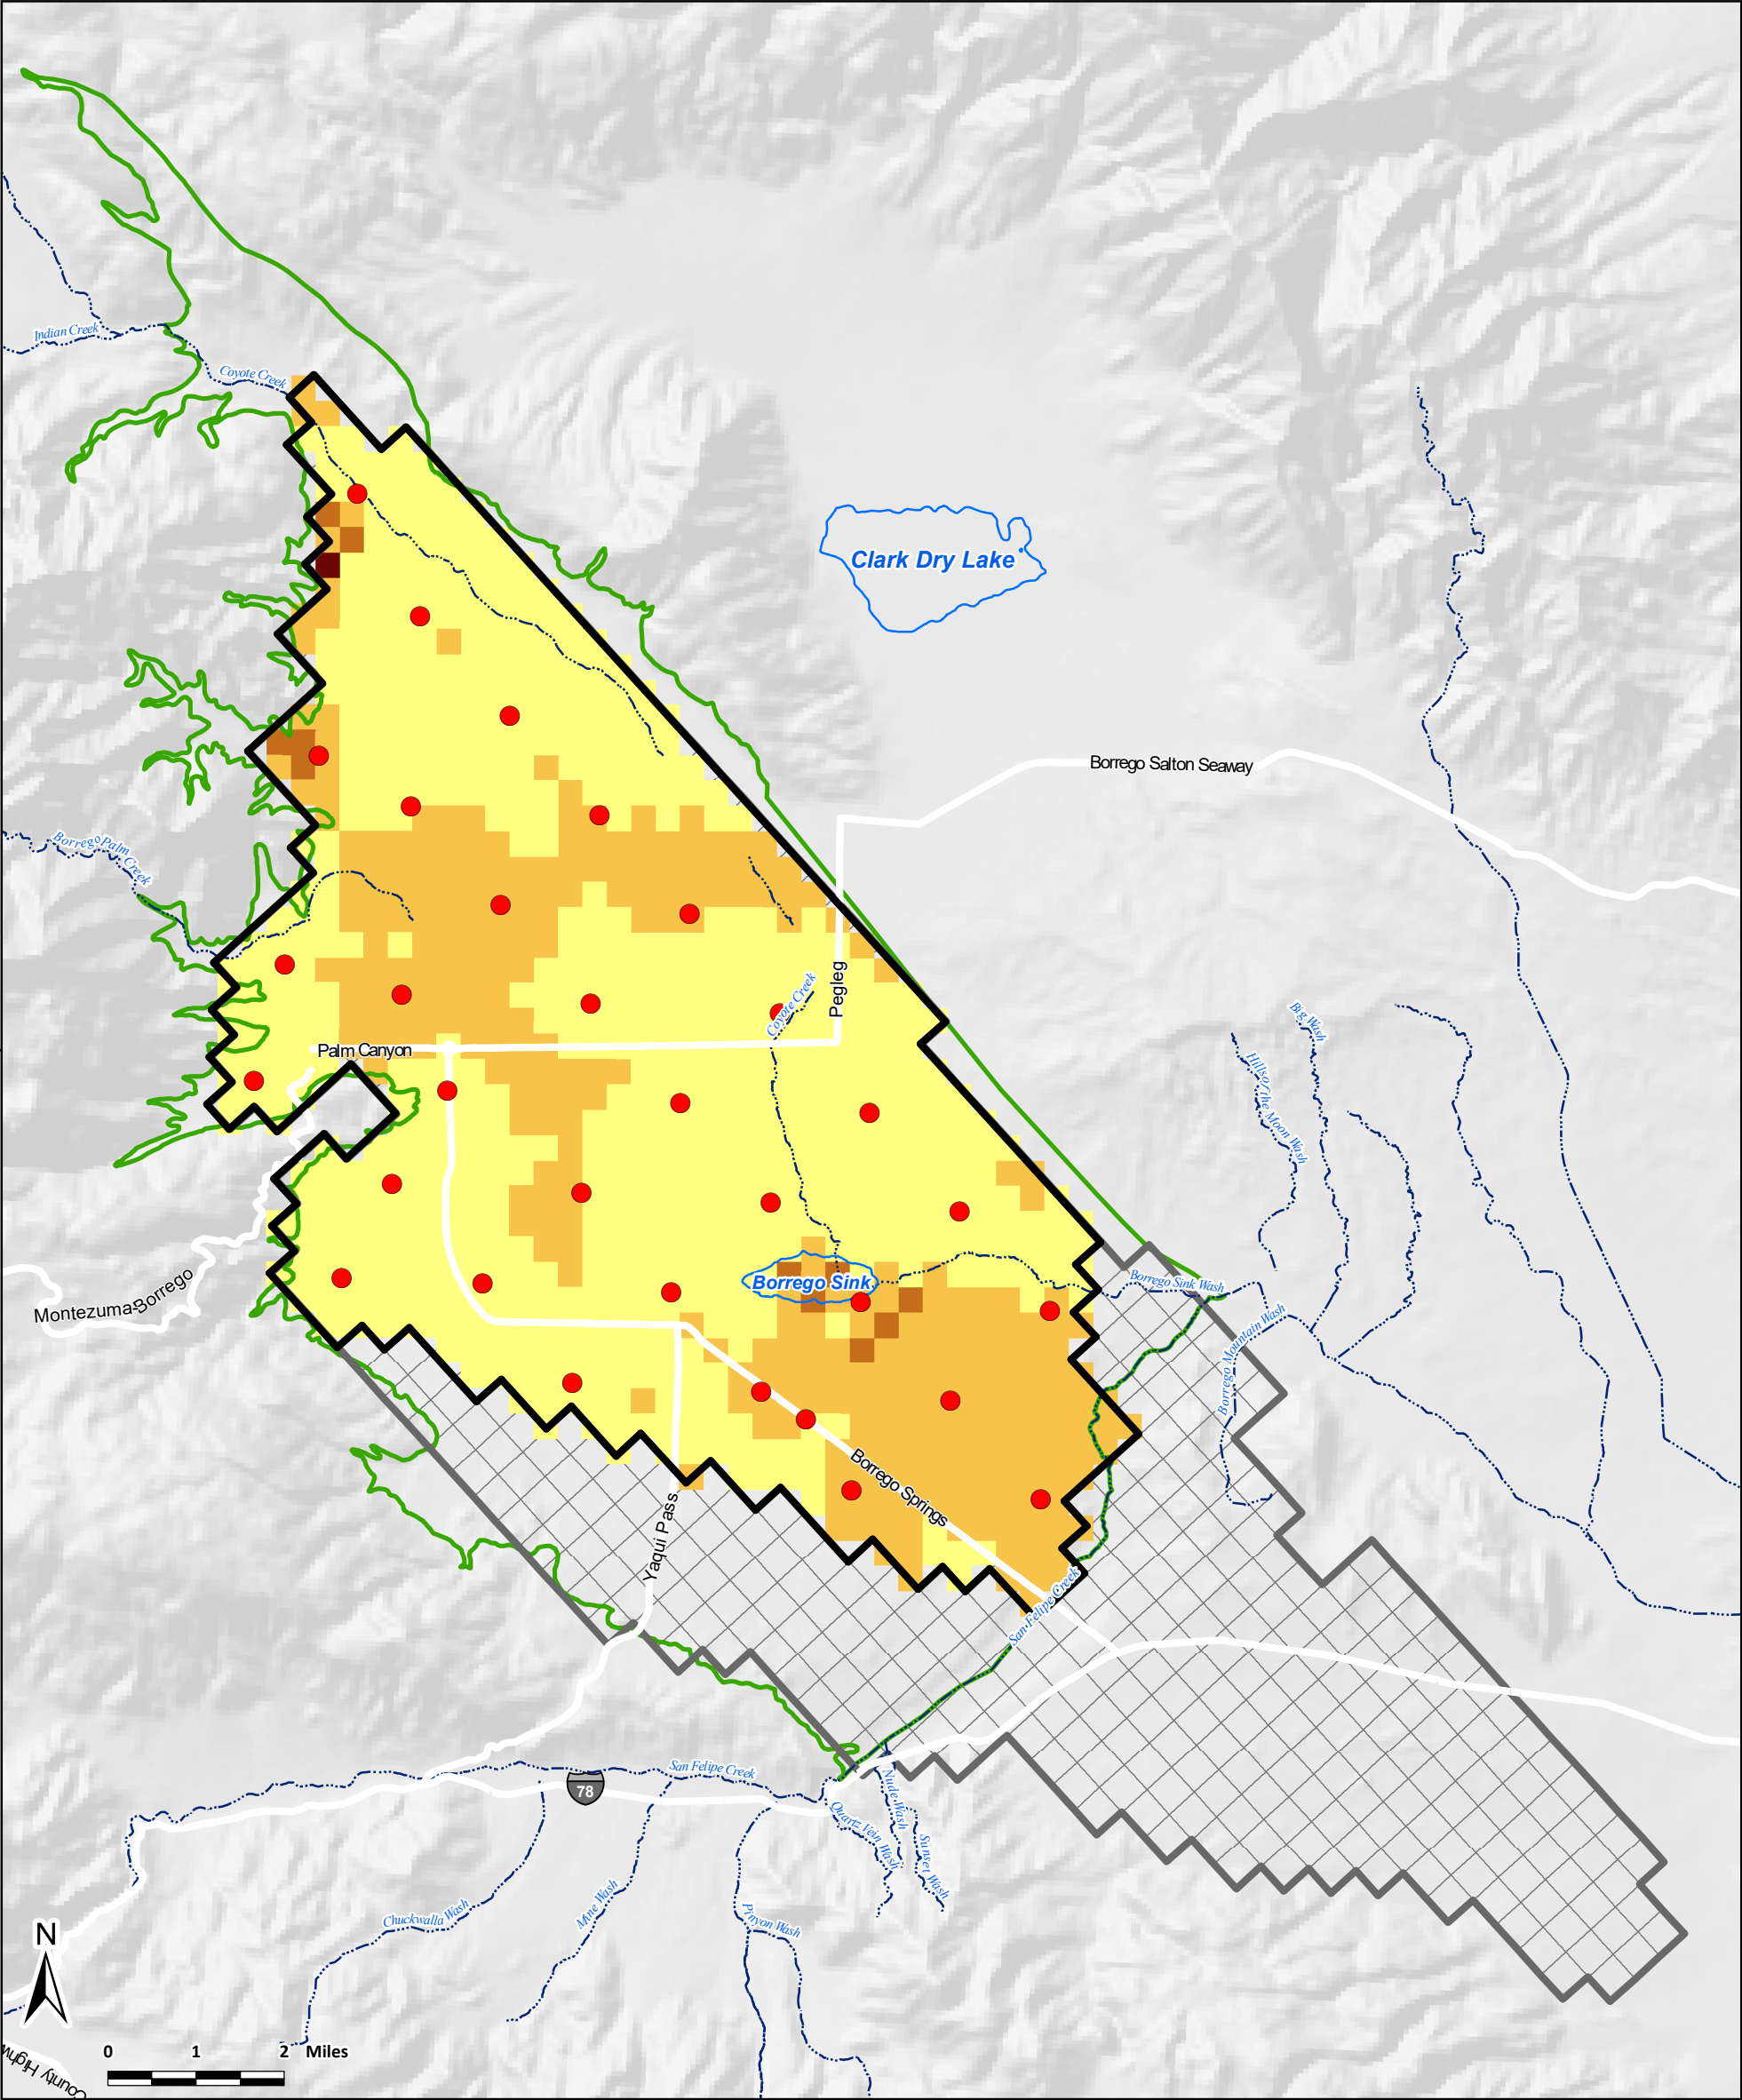 Indian Creek
Coyote Creek
Clark Dry Lake
Borrego Salton Seaway
Borrego Palm Creek
Pegleg
Coyote Creek
Palm Canyon
Big Wash
Hills of the Moon Wash
Borrego Sink
Borrego Sink Wash
Montezuma-Borrego
Borrego Mountain Wash
Borrego Springs
Yaqui Pass
San Felipe Creek
San Felipe Creek
78
Nude Wash
Quartz Vein Wash
Sunset Wash
Chuckwalla Wash
Mine Wash
Pinyon Wash
N
0 1 2 Miles
County Highw